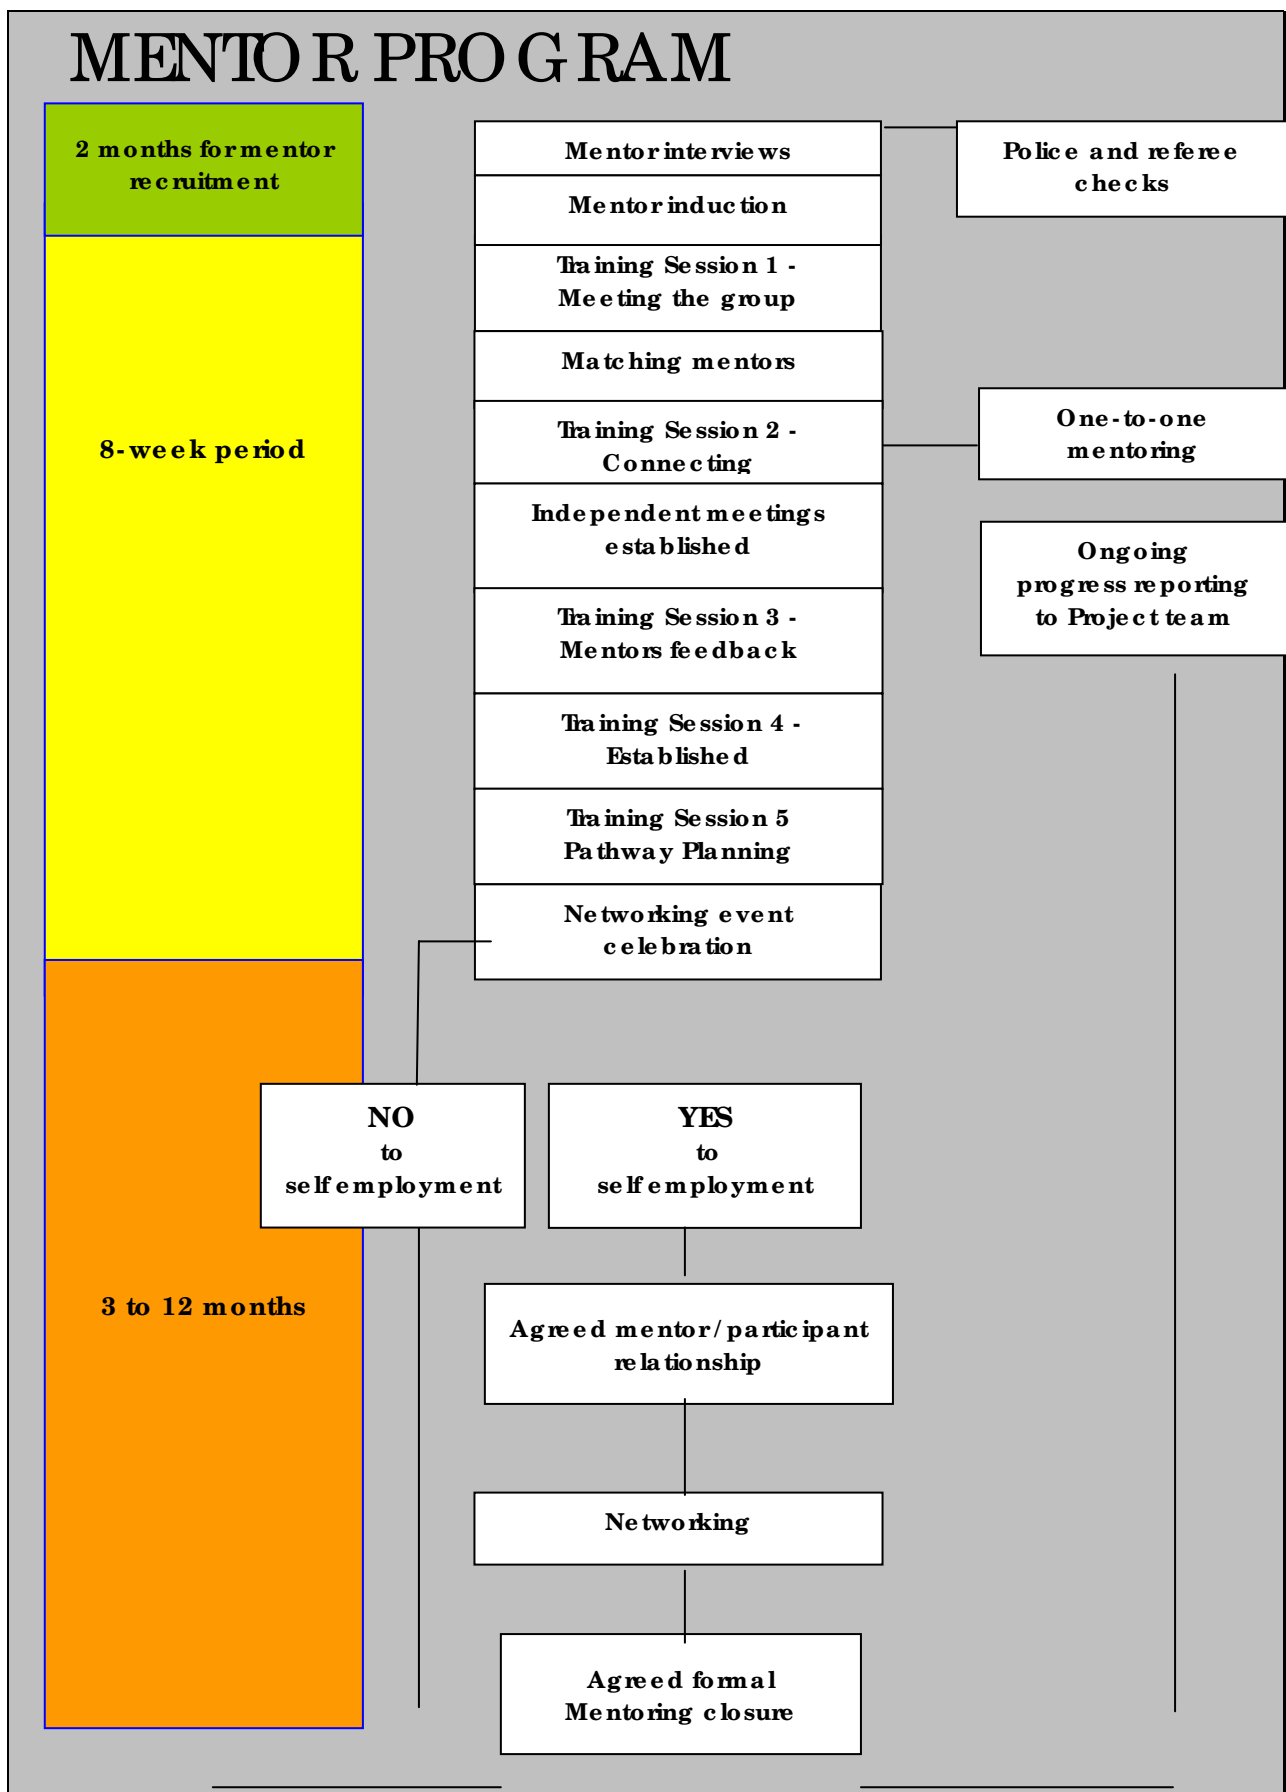 MENTOR PROGRAM
2 months for mentor
recruitment
Mentor interviews
Police and referee
checks
Mentor induction
Training Session 1 -
Meeting the group
Matching mentors
8-week period
Training Session 2 -
Connecting
One-to-one
mentoring
Independent meetings
established
Ongoing
progress reporting
to Project team
Training Session 3 -
Mentors feedback
Training Session 4 -
Established
Training Session 5
Pathway Planning
Networking event
celebration
NO
to
self employment
YES
to
self employment
3 to 12 months
Agreed mentor/participant
relationship
Networking
Agreed formal
Mentoring closure